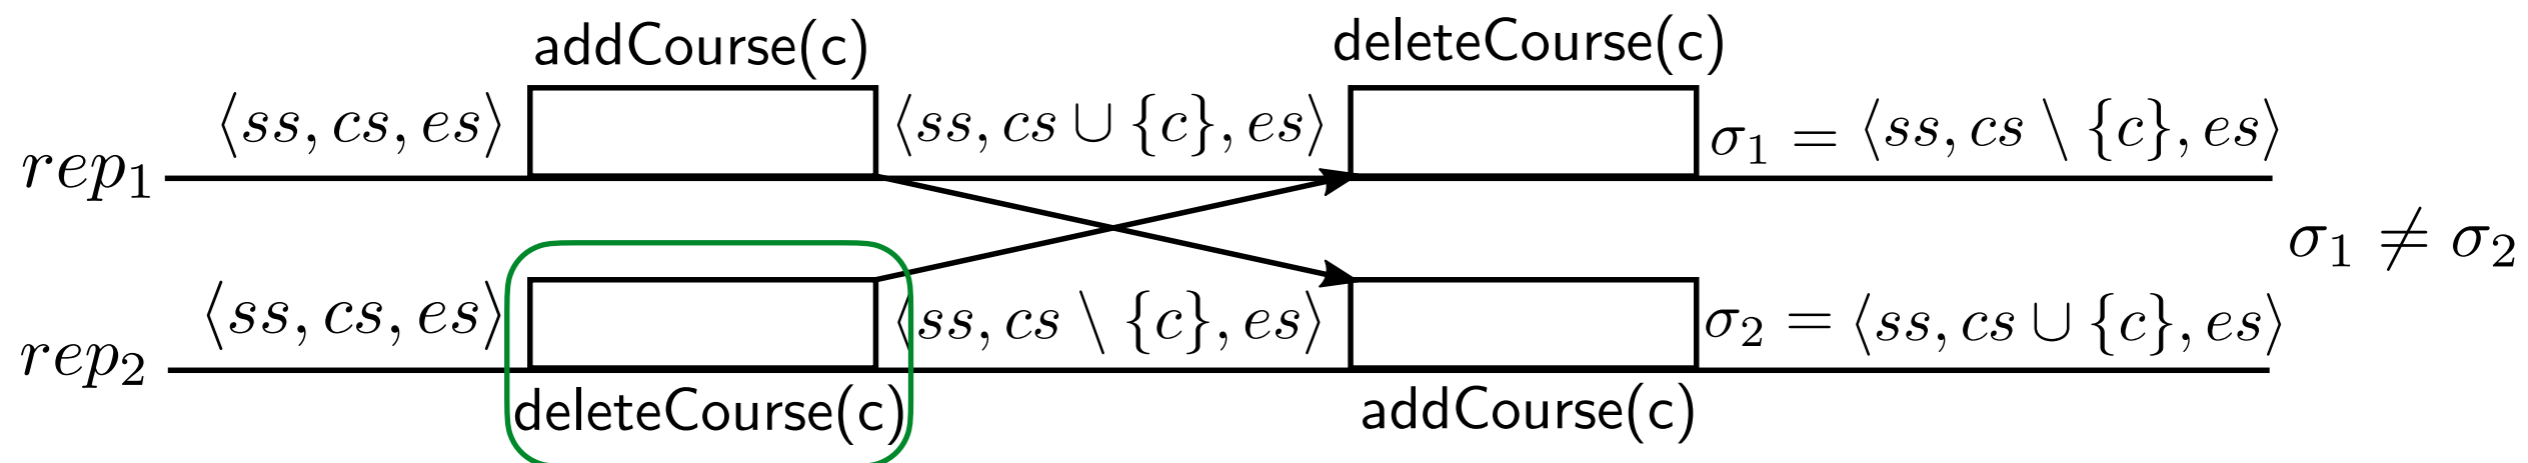 addCourse(c) deleteCourse(c)
⟨ss, cs, es⟩ ⟨ss, cs ∪ {c}, es⟩ σ₁ = ⟨ss, cs \ {c}, es⟩
rep₁
σ₁ ≠ σ₂
⟨ss, cs, es⟩ ⟨ss, cs \ {c}, es⟩ σ₂ = ⟨ss, cs ∪ {c}, es⟩
rep₂
deleteCourse(c) addCourse(c)